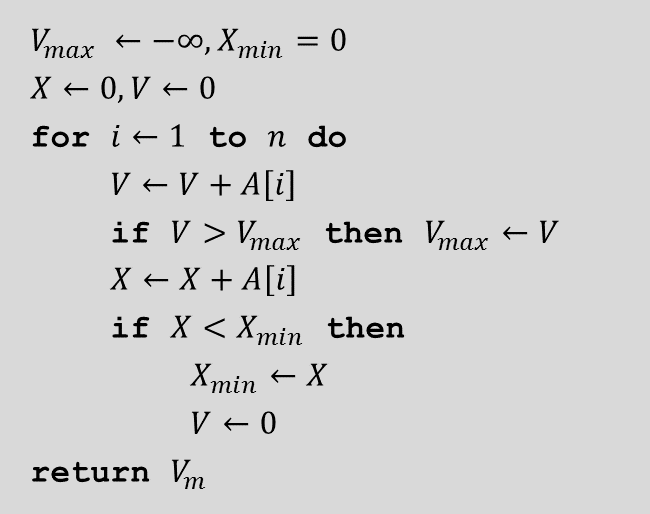 V_max ← −∞, X_min = 0
X ← 0, V ← 0
for i ← 1 to n do
V ← V + A[i]
if V > V_max then V_max ← V
X ← X + A[i]
if X < X_min then
X_min ← X
V ← 0
return V_m